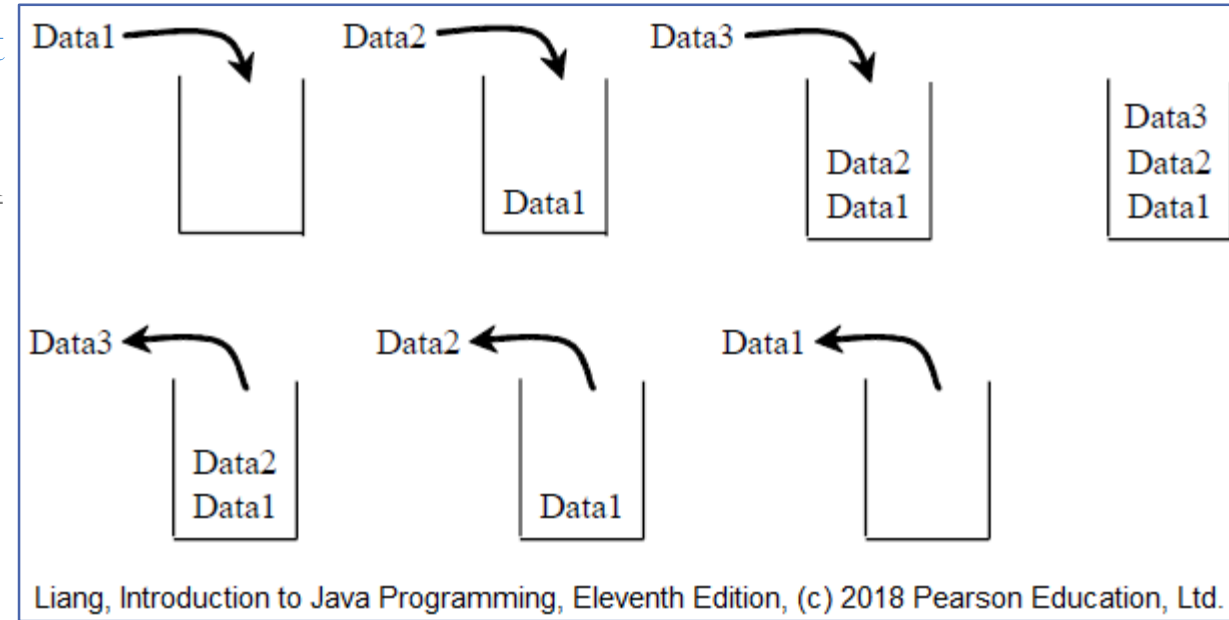 Data1 Data2 Data3
Data3
Data2 Data2
Data1 Data1 Data1
Data3 Data2 Data1
Data2
Data1 Data1
Liang, Introduction to Java Programming, Eleventh Edition, (c) 2018 Pearson Education, Ltd.